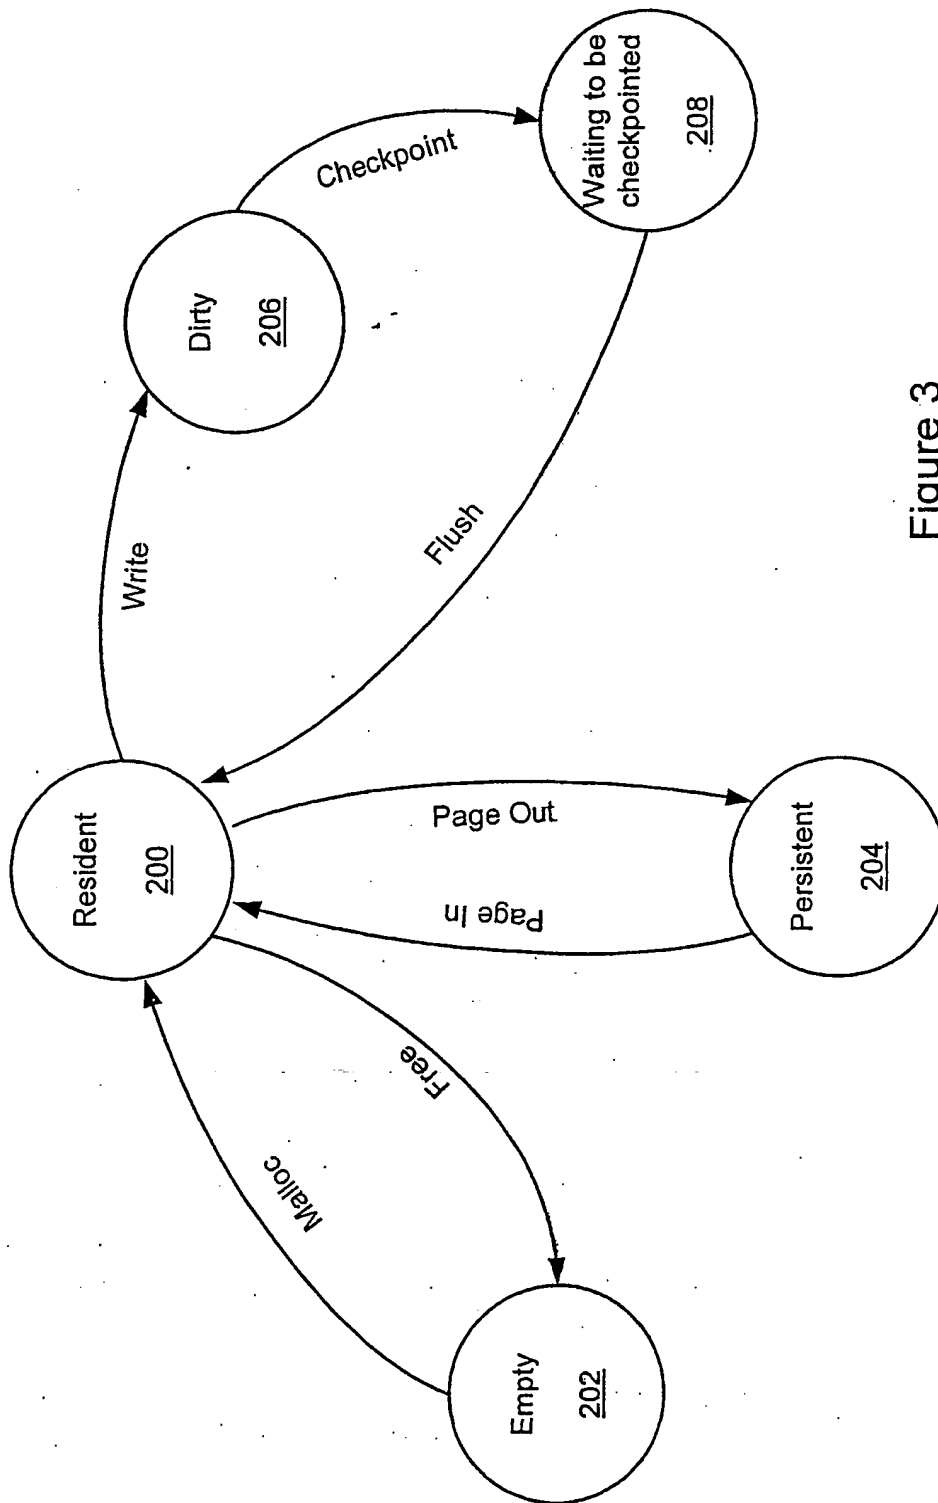 Resident
200
Write
Dirty
206
Checkpoint
Waiting to be
checkpointed
208
Flush
Page Out
Page In
Persistent
204
Free
Malloc
Empty
202
Figure 3